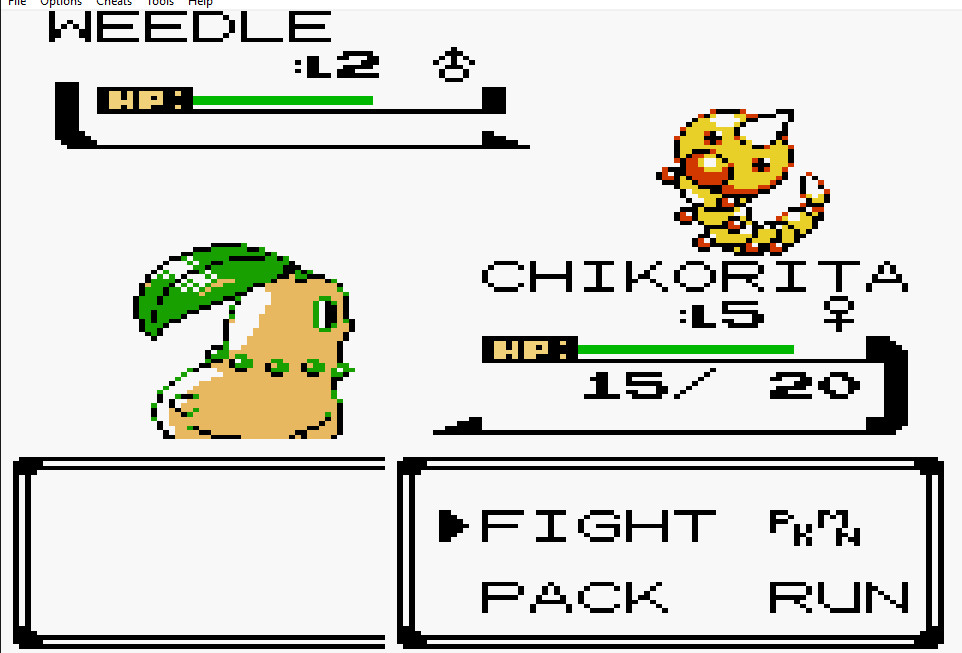 File Options Cheats Tools Help
WEEDLE
:L2 ♂
HP:
CHIKORITA
:L5 ♀
HP:
15/ 20
▶FIGHT PKMN
PACK RUN